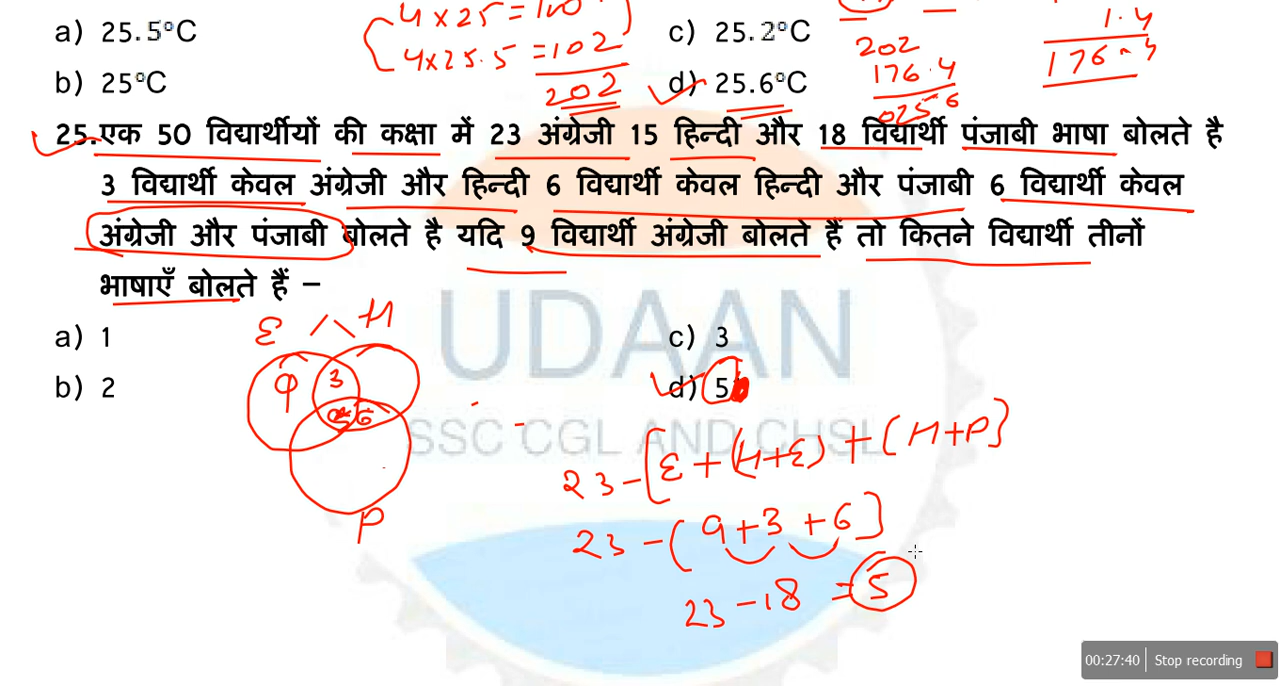 4 x 25 = 100
4 x 25.5 = 102
202
1.4
176.4
202
176.4
025.6
a) 25.5°C
c) 25.2°C
b) 25°C
d) 25.6°C
25.एक 50 विद्यार्थीयों की कक्षा में 23 अंग्रेजी 15 हिन्दी और 18 विद्यार्थी पंजाबी भाषा बोलते है
3 विद्यार्थी केवल अंग्रेजी और हिन्दी 6 विद्यार्थी केवल हिन्दी और पंजाबी 6 विद्यार्थी केवल
अंग्रेजी और पंजाबी बोलते है यदि 9 विद्यार्थी अंग्रेजी बोलते हैं तो कितने विद्यार्थी तीनों
भाषाएँ बोलते हैं –
a) 1
c) 3
b) 2
d) 5
E H
9 3
5 6
P
UDAAN
SSC CGL AND CHSL
23 - [E + (H+E) + (H+P]
23 - ( 9 + 3 + 6 ]
23 - 18 = 5
00:27:40 Stop recording